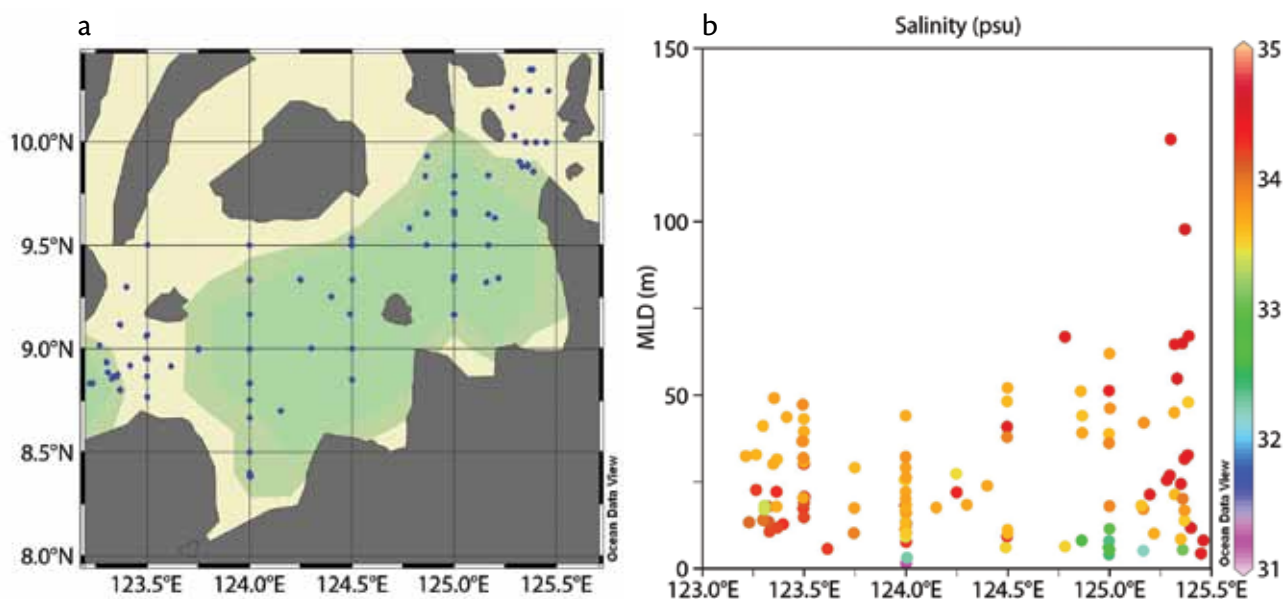 a
10.0°N
9.5°N
9.0°N
8.5°N
8.0°N
123.5°E 124.0°E 124.5°E 125.0°E 125.5°E
Ocean Data View
b
Salinity (psu)
MLD (m)
150
100
50
0
123.0°E 123.5°E 124.0°E 124.5°E 125.0°E 125.5°E
Ocean Data View
35
34
33
32
31